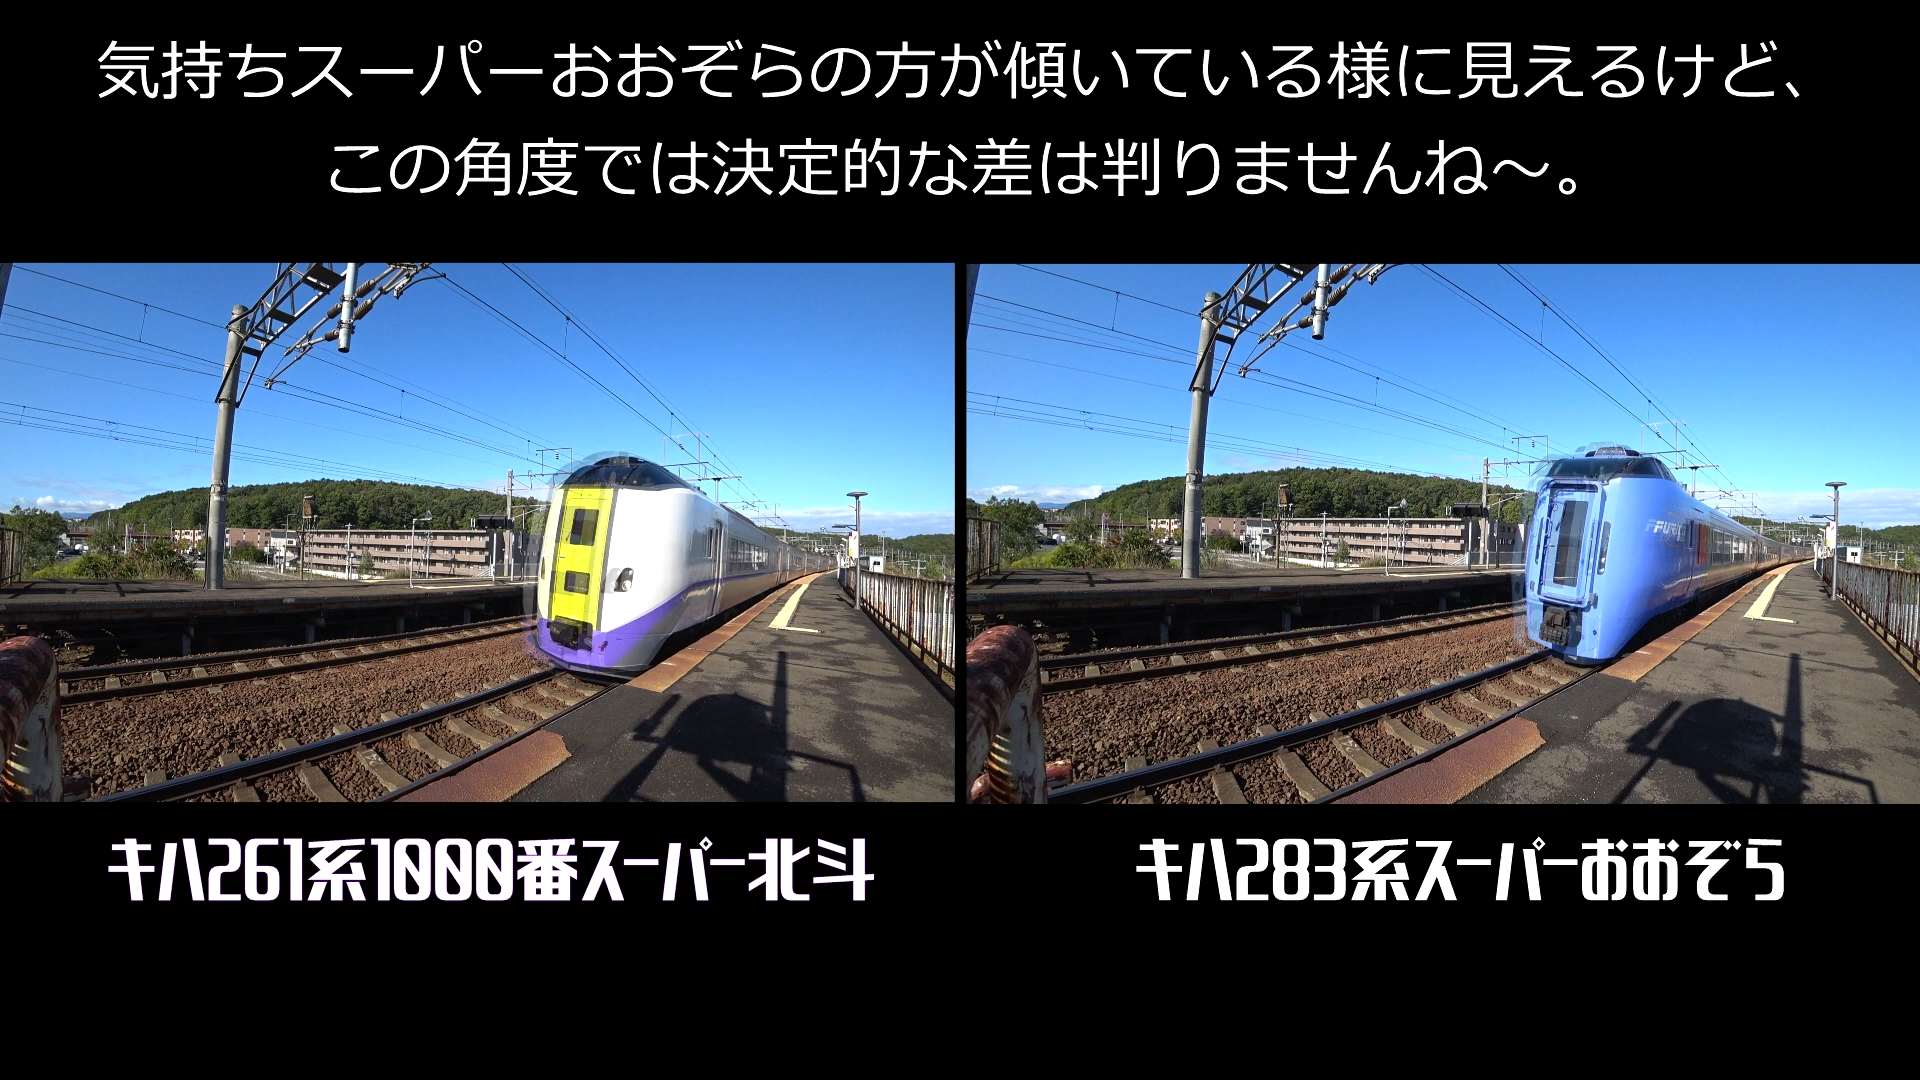 気持ちスーパーおおぞらの方が傾いている様に見えるけど、
この角度では決定的な差は判りませんね～。
キハ261系1000番スーパー北斗
キハ283系スーパーおおぞら